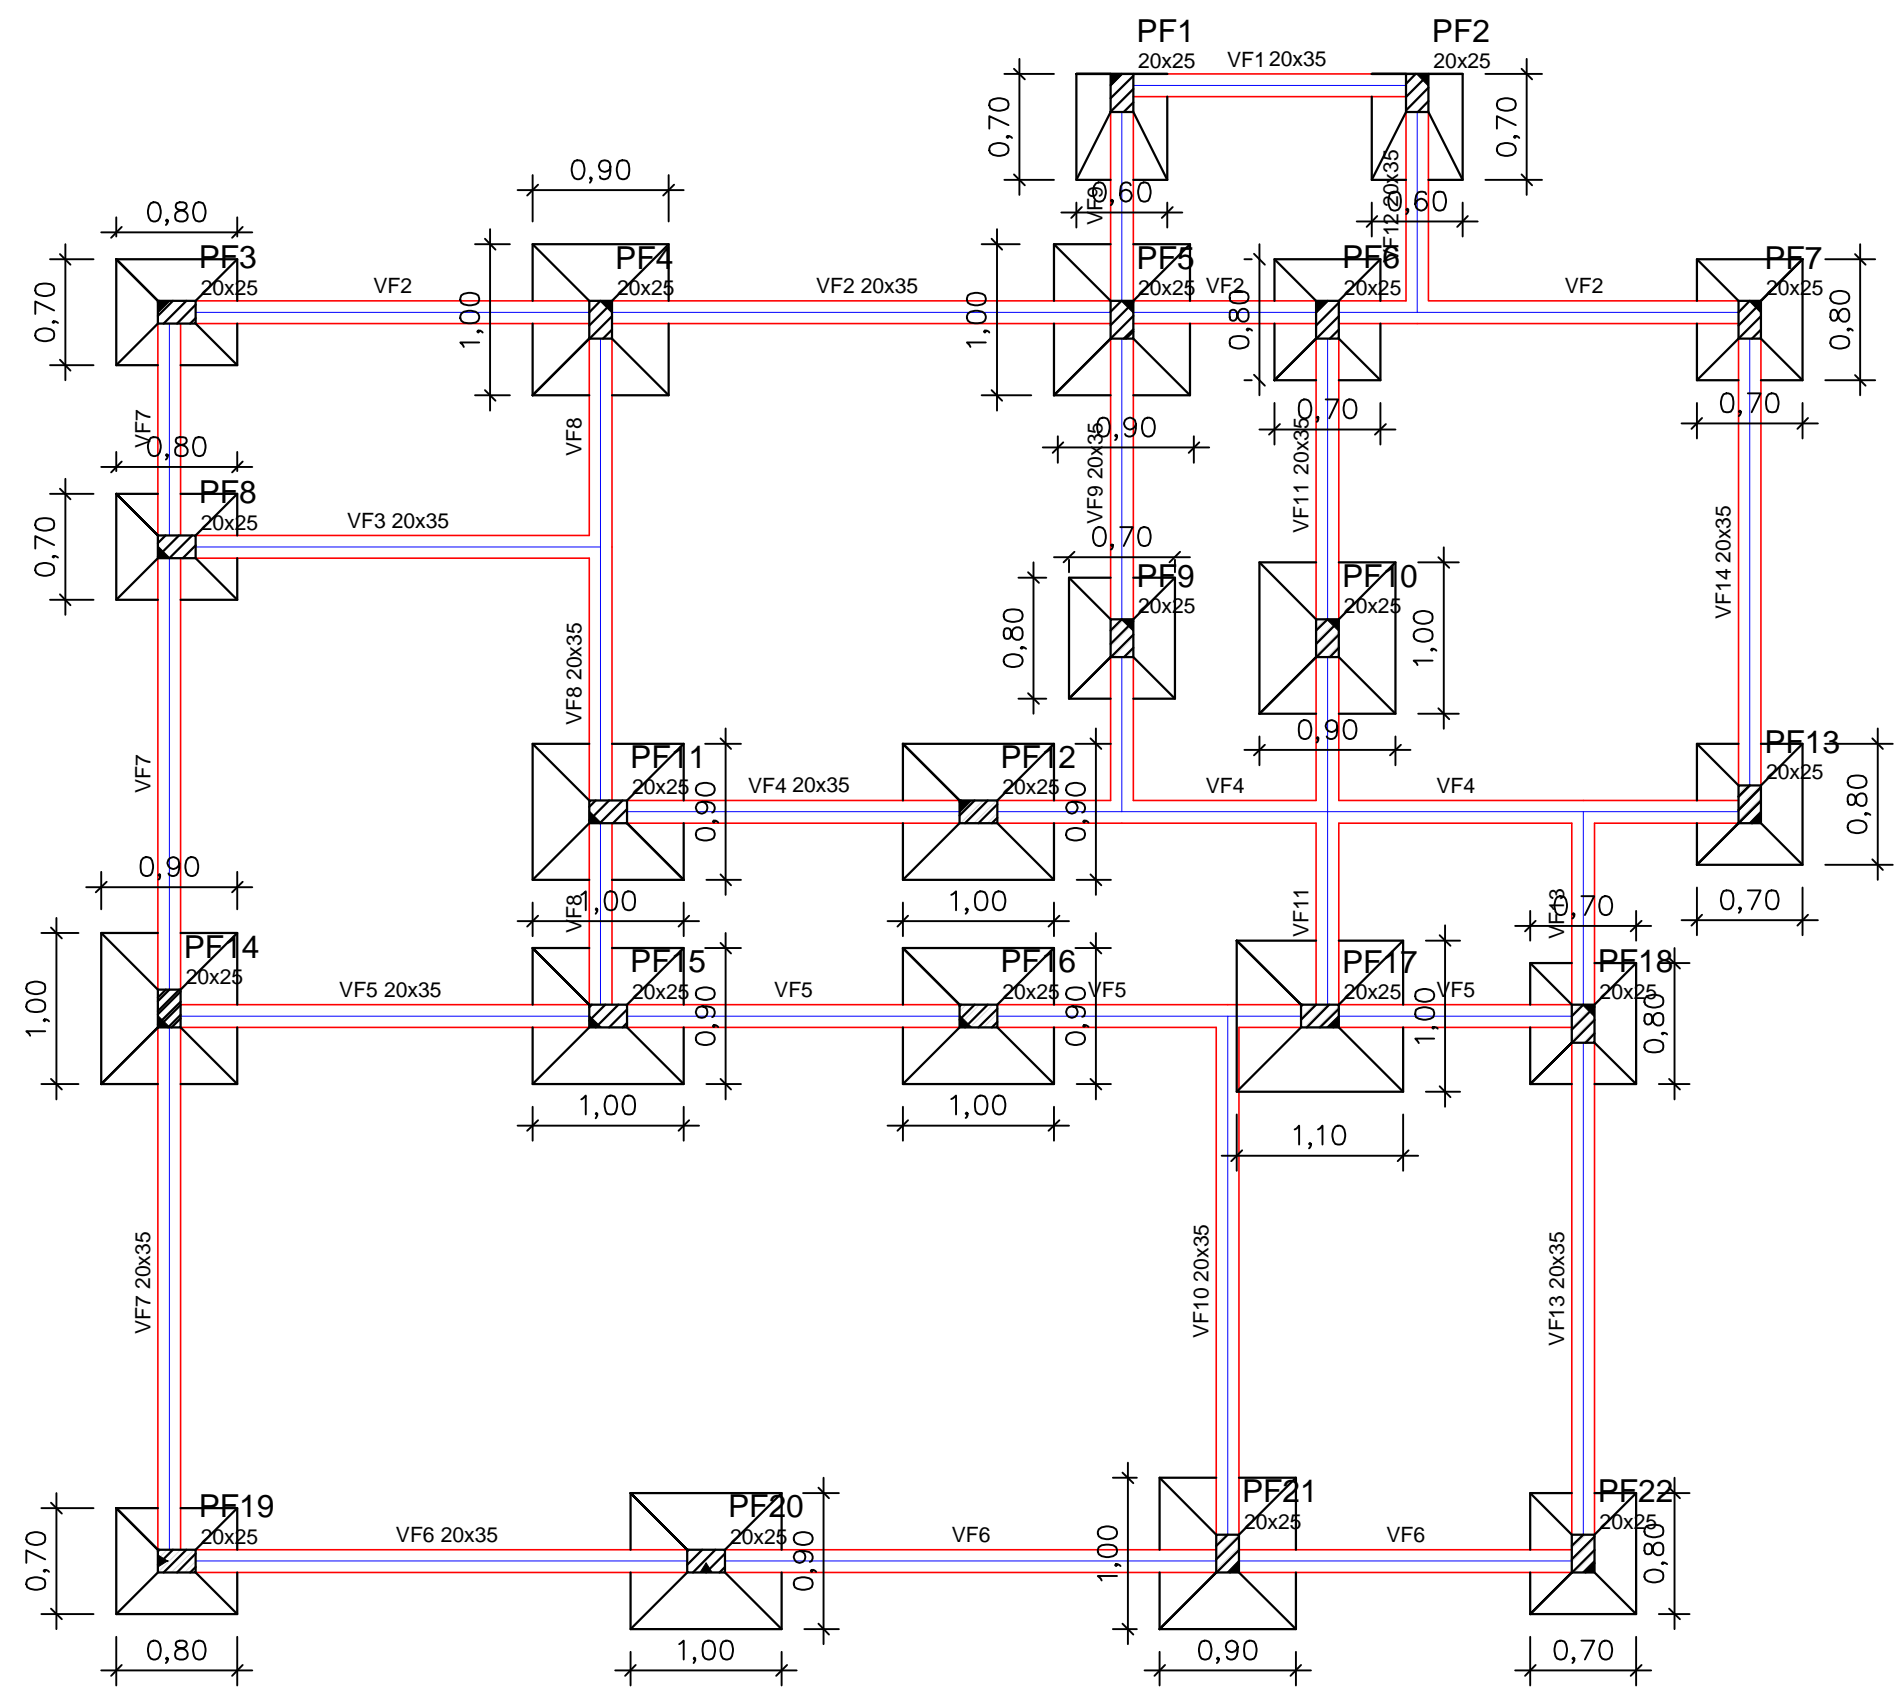 PF1
20x25
VF1 20x35
PF2
20x25
0,70
0,70
0,60
VF9
VF12 20x35
0,60
0,90
0,80
PF3
20x25
0,70
VF2
PF4
20x25
1,00
VF2 20x35
1,00
PF5
20x25
VF2
0,80
PF6
20x25
VF2
PF7
20x25
0,80
0,70
0,70
0,90
VF7
0,80
VF8
VF9 20x35
VF11 20x35
PF8
20x25
0,70
VF3 20x35
0,70
PF9
20x25
0,80
PF10
20x25
1,00
0,90
VF14 20x35
VF8 20x35
VF7
PF11
20x25
0,90
VF4 20x35
PF12
20x25
0,90
VF4
VF4
PF13
20x25
0,80
0,70
0,90
1,00
VF8
1,00
VF11
VF13
0,70
PF14
20x25
1,00
VF5 20x35
PF15
20x25
0,90
VF5
PF16
20x25
0,90
VF5
PF17
20x25
1,00
VF5
PF18
20x25
0,80
1,00
1,00
1,10
VF7 20x35
VF10 20x35
VF13 20x35
PF19
20x25
0,70
VF6 20x35
PF20
20x25
0,90
VF6
1,00
PF21
20x25
VF6
PF22
20x25
0,80
0,80
1,00
0,90
0,70